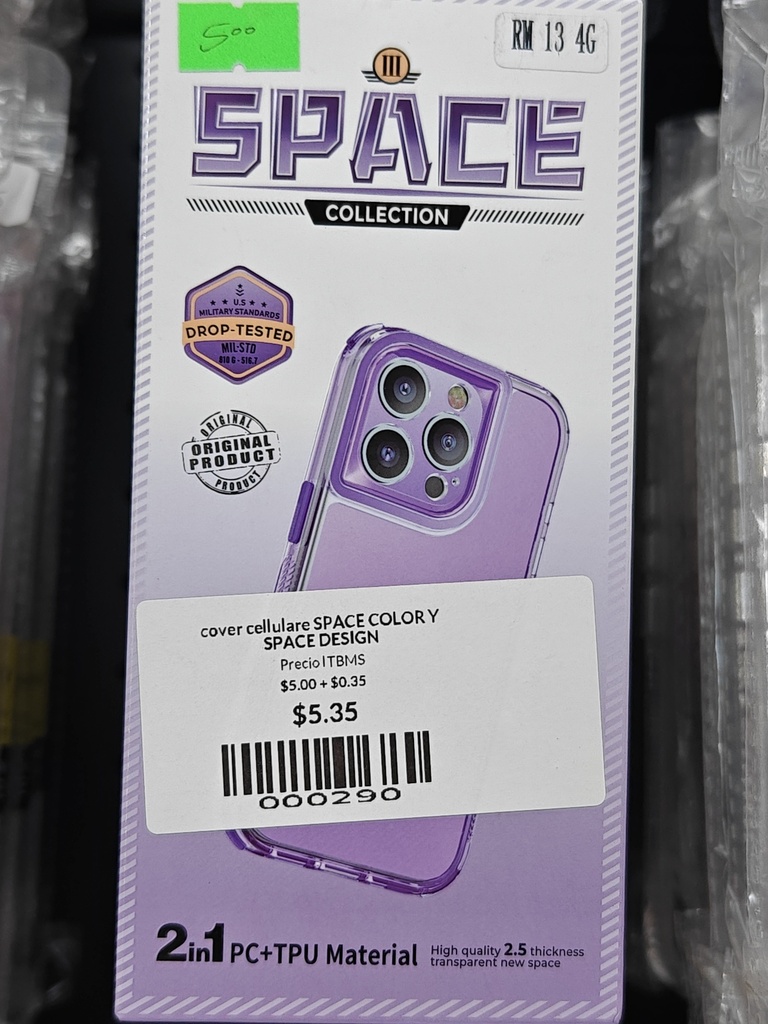 5⁰⁰
RM 13 4G
III
SPACE
COLLECTION
U.S
MILITARY STANDARDS
DROP-TESTED
MIL-STD
810 G - 516.7
ORIGINAL
ORIGINAL
PRODUCT
PRODUCT
cover cellulare SPACE COLOR Y
SPACE DESIGN
Precio ITBMS
$5.00 + $0.35
$5.35
000290
2in1 PC+TPU Material
High quality 2.5 thickness
transparent new space